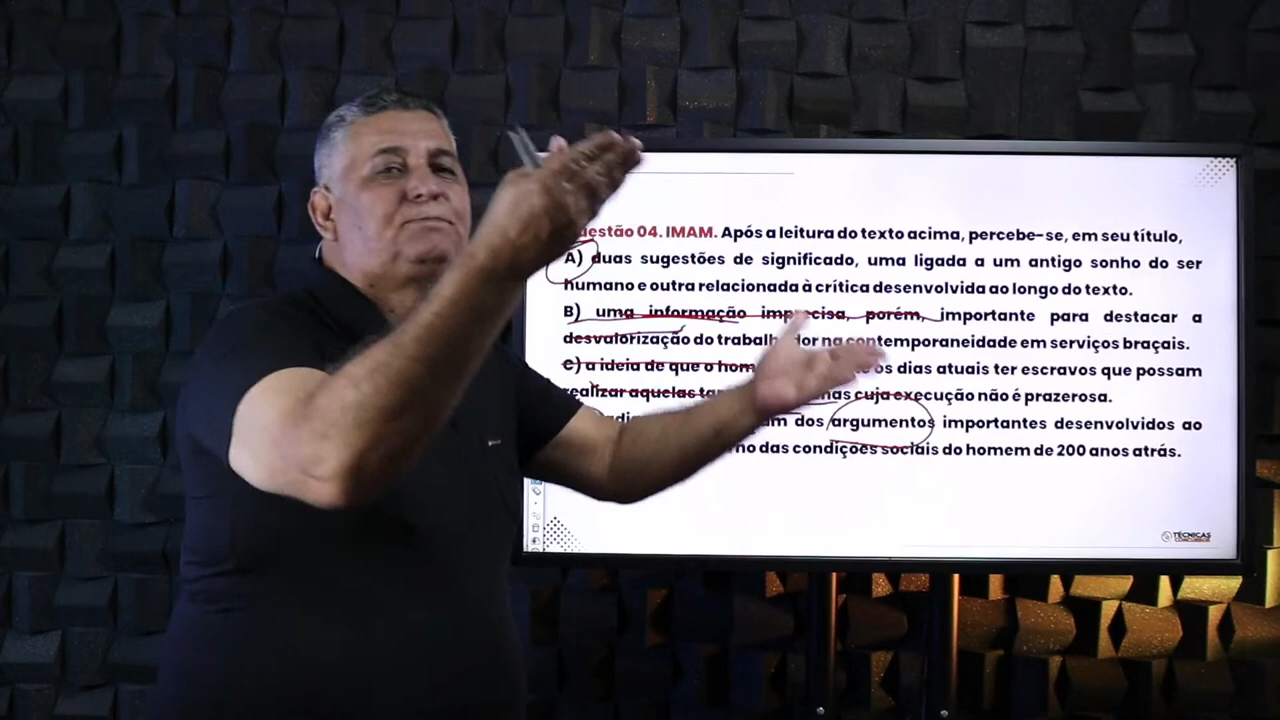 estão 04. IMAM. Após a leitura do texto acima, percebe-se, em seu título,
A) duas sugestões de significado, uma ligada a um antigo sonho do ser
humano e outra relacionada à crítica desenvolvida ao longo do texto.
B) uma informação imprecisa, porém, importante para destacar a
desvalorização do trabalh dor na contemporaneidade em serviços braçais.
C) a ideia de que o hom os dias atuais ter escravos que possam
realizar aquelas cuja execução não é prazerosa.
dos argumentos importantes desenvolvidos ao
das condições sociais do homem de 200 anos atrás.
TÉCNICAS
CONCURSOS